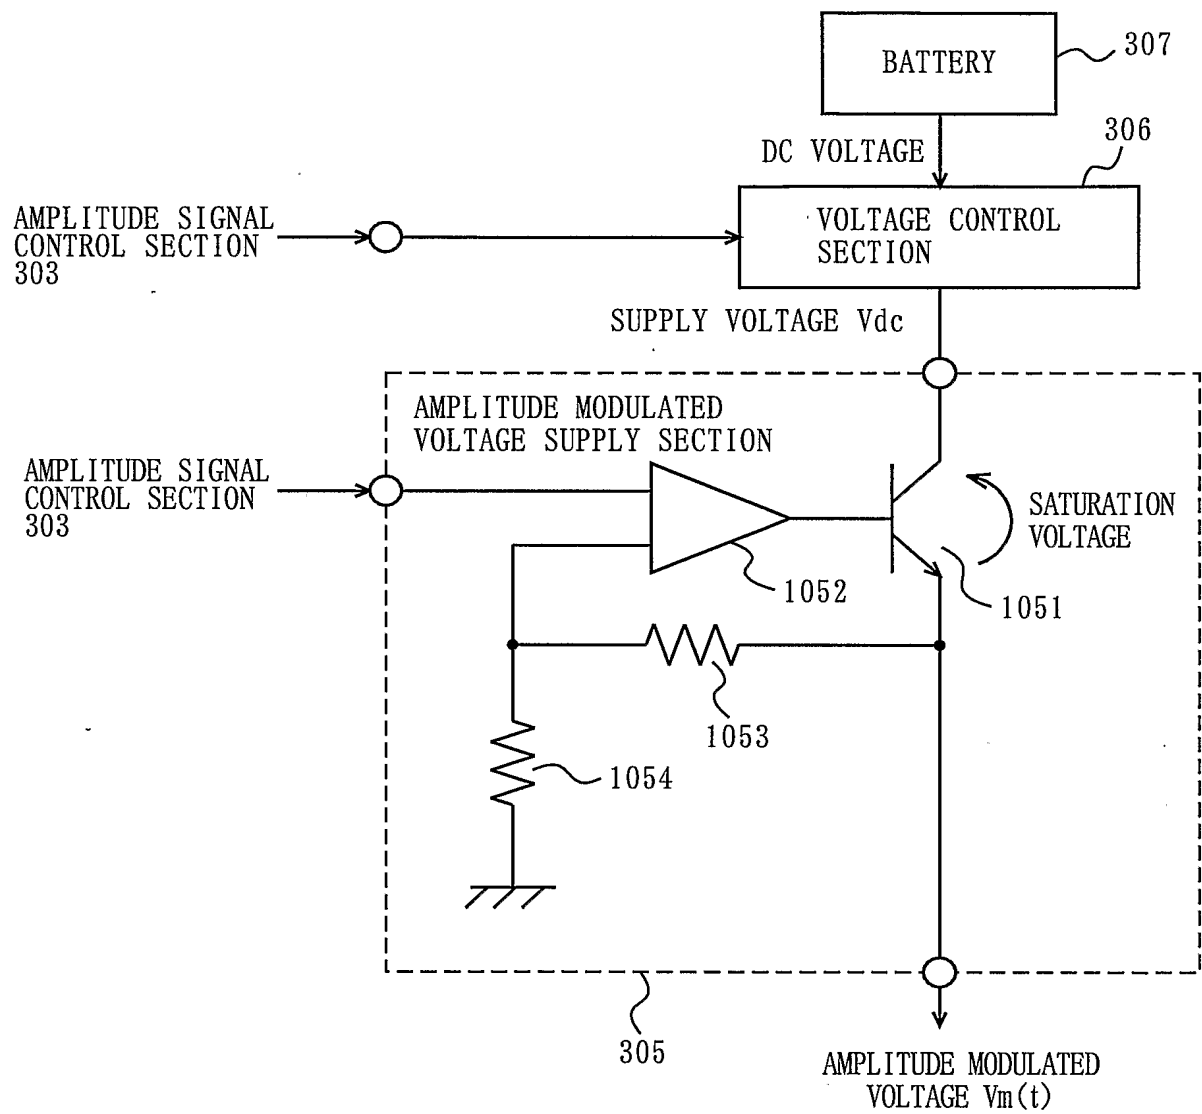 BATTERY
307
DC VOLTAGE
306
AMPLITUDE SIGNAL
CONTROL SECTION
303
VOLTAGE CONTROL
SECTION
SUPPLY VOLTAGE Vdc
AMPLITUDE MODULATED
VOLTAGE SUPPLY SECTION
AMPLITUDE SIGNAL
CONTROL SECTION
303
SATURATION
VOLTAGE
1052
1051
1053
1054
305
AMPLITUDE MODULATED
VOLTAGE Vm(t)